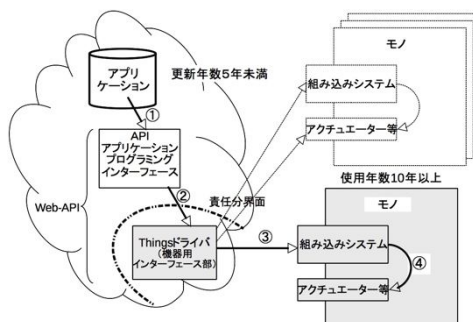 アプリ
ケーション
更新年数5年未満
①
API
アプリケーション
プログラミング
インターフェース
Web-API
②
責任分界面
Thingsドライバ
(機器用
インターフェース部)
③
モノ
組み込みシステム
アクチュエーター等
使用年数10年以上
モノ
組み込みシステム
④
アクチュエーター等